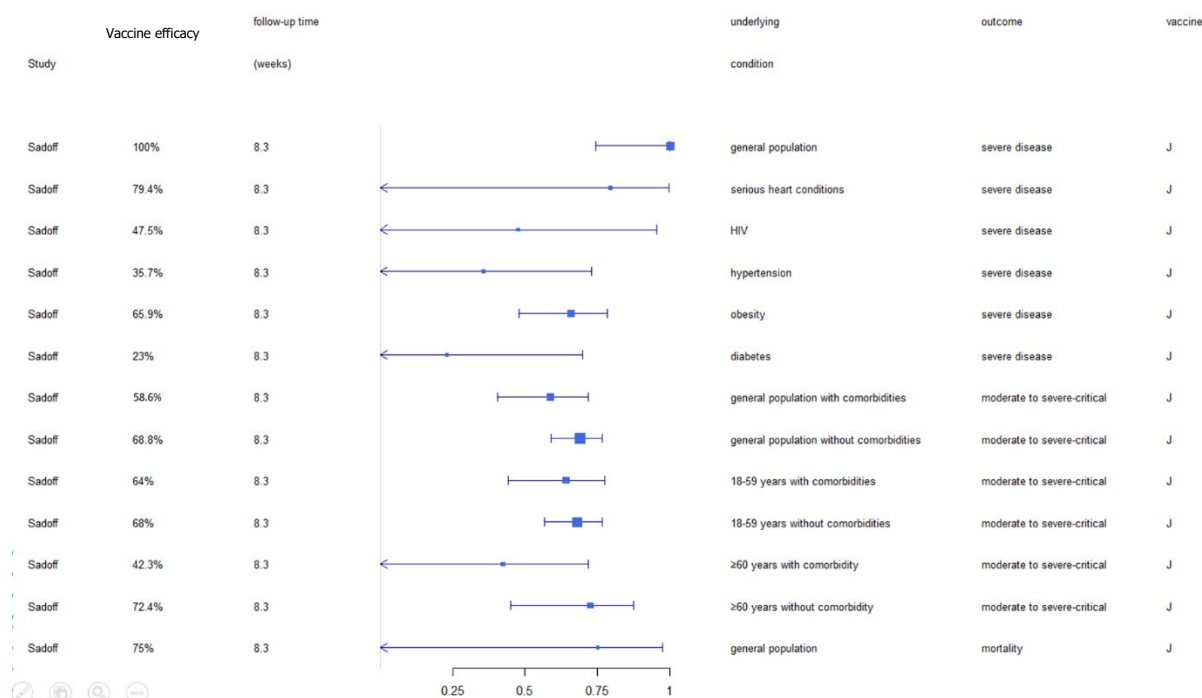 follow-up time underlying outcome vaccine
Vaccine efficacy
Study (weeks) condition
Sadoff 100% 8.3 general population severe disease J
Sadoff 79.4% 8.3 serious heart conditions severe disease J
Sadoff 47.5% 8.3 HIV severe disease J
Sadoff 35.7% 8.3 hypertension severe disease J
Sadoff 65.9% 8.3 obesity severe disease J
Sadoff 23% 8.3 diabetes severe disease J
Sadoff 58.6% 8.3 general population with comorbidities moderate to severe-critical J
Sadoff 68.8% 8.3 general population without comorbidities moderate to severe-critical J
Sadoff 64% 8.3 18-59 years with comorbidities moderate to severe-critical J
Sadoff 68% 8.3 18-59 years without comorbidities moderate to severe-critical J
Sadoff 42.3% 8.3 ≥60 years with comorbidity moderate to severe-critical J
Sadoff 72.4% 8.3 ≥60 years without comorbidity moderate to severe-critical J
Sadoff 75% 8.3 general population mortality J
0.25 0.5 0.75 1